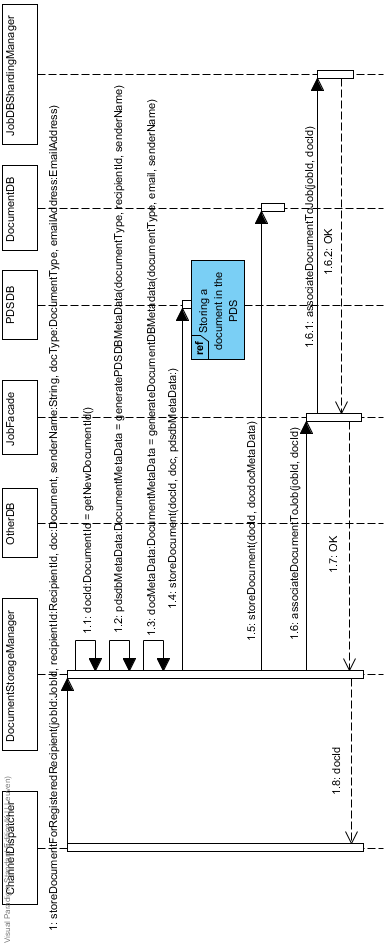 ChannelDispatcher
DocumentStorageManager
OtherDB
JobFacade
PDSDB
DocumentDB
JobDBShardingManager
1: storeDocumentForRegisteredRecipient(jobId:JobId, recipientId:RecipientId, doc:Document, senderName:String, docType:DocumentType, emailAddress:EmailAddress)
1.1: docId:DocumentId = getNewDocumentId()
1.2: pdsdbMetaData:DocumentMetaData = generatePDSDBMetaData(documentType, recipientId, senderName)
1.3: docMetaData:DocumentMetaData = generateDocumentDBMetadata(documentType, email, senderName)
1.4: storeDocument(docId, doc, pdsdbMetaData:)
ref
Storing a
document in the
PDS
1.5: storeDocument(docId, docdocMetaData)
1.6: associateDocumentToJob(jobId, docId)
1.6.1: associateDocumentToJob(jobId, docId)
1.6.2: OK
1.7: OK
1.8: docId
Visual Paradigm